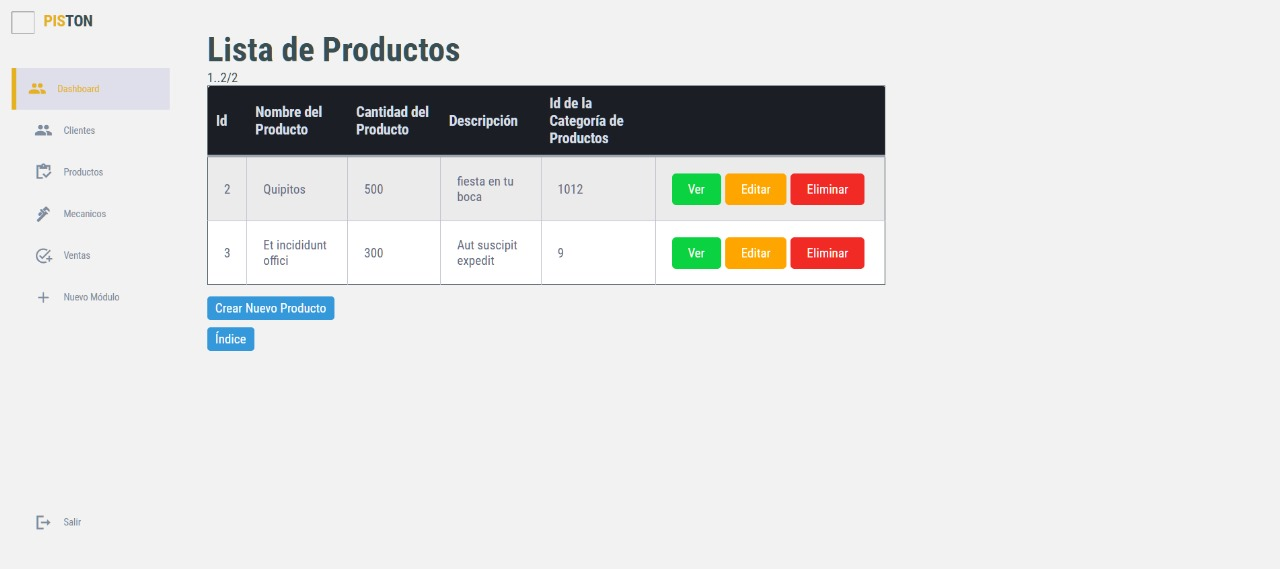 PISTON
Dashboard
Clientes
Productos
Mecanicos
Ventas
Nuevo Módulo
Salir
Lista de Productos
1..2/2
Id
Nombre del
Producto
Cantidad del
Producto
Descripción
Id de la
Categoría de
Productos
2
Quipitos
500
fiesta en tu
boca
1012
Ver
Editar
Eliminar
3
Et incididunt
offici
300
Aut suscipit
expedit
9
Ver
Editar
Eliminar
Crear Nuevo Producto
Índice